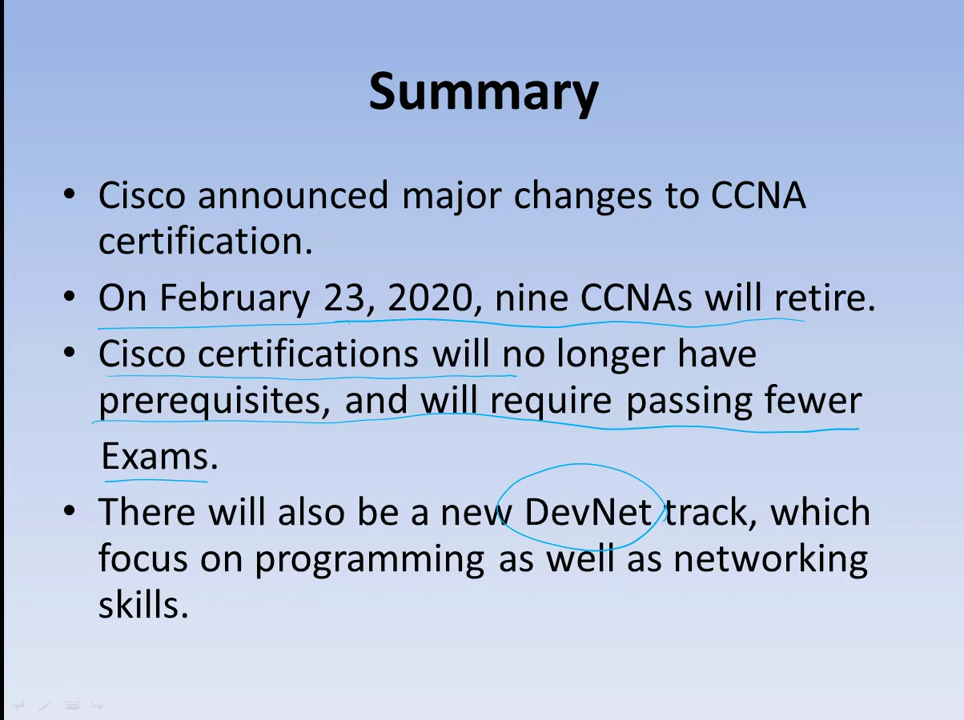 Summary
• Cisco announced major changes to CCNA
certification.
• On February 23, 2020, nine CCNAs will retire.
• Cisco certifications will no longer have
prerequisites, and will require passing fewer
Exams.
• There will also be a new DevNet track, which
focus on programming as well as networking
skills.